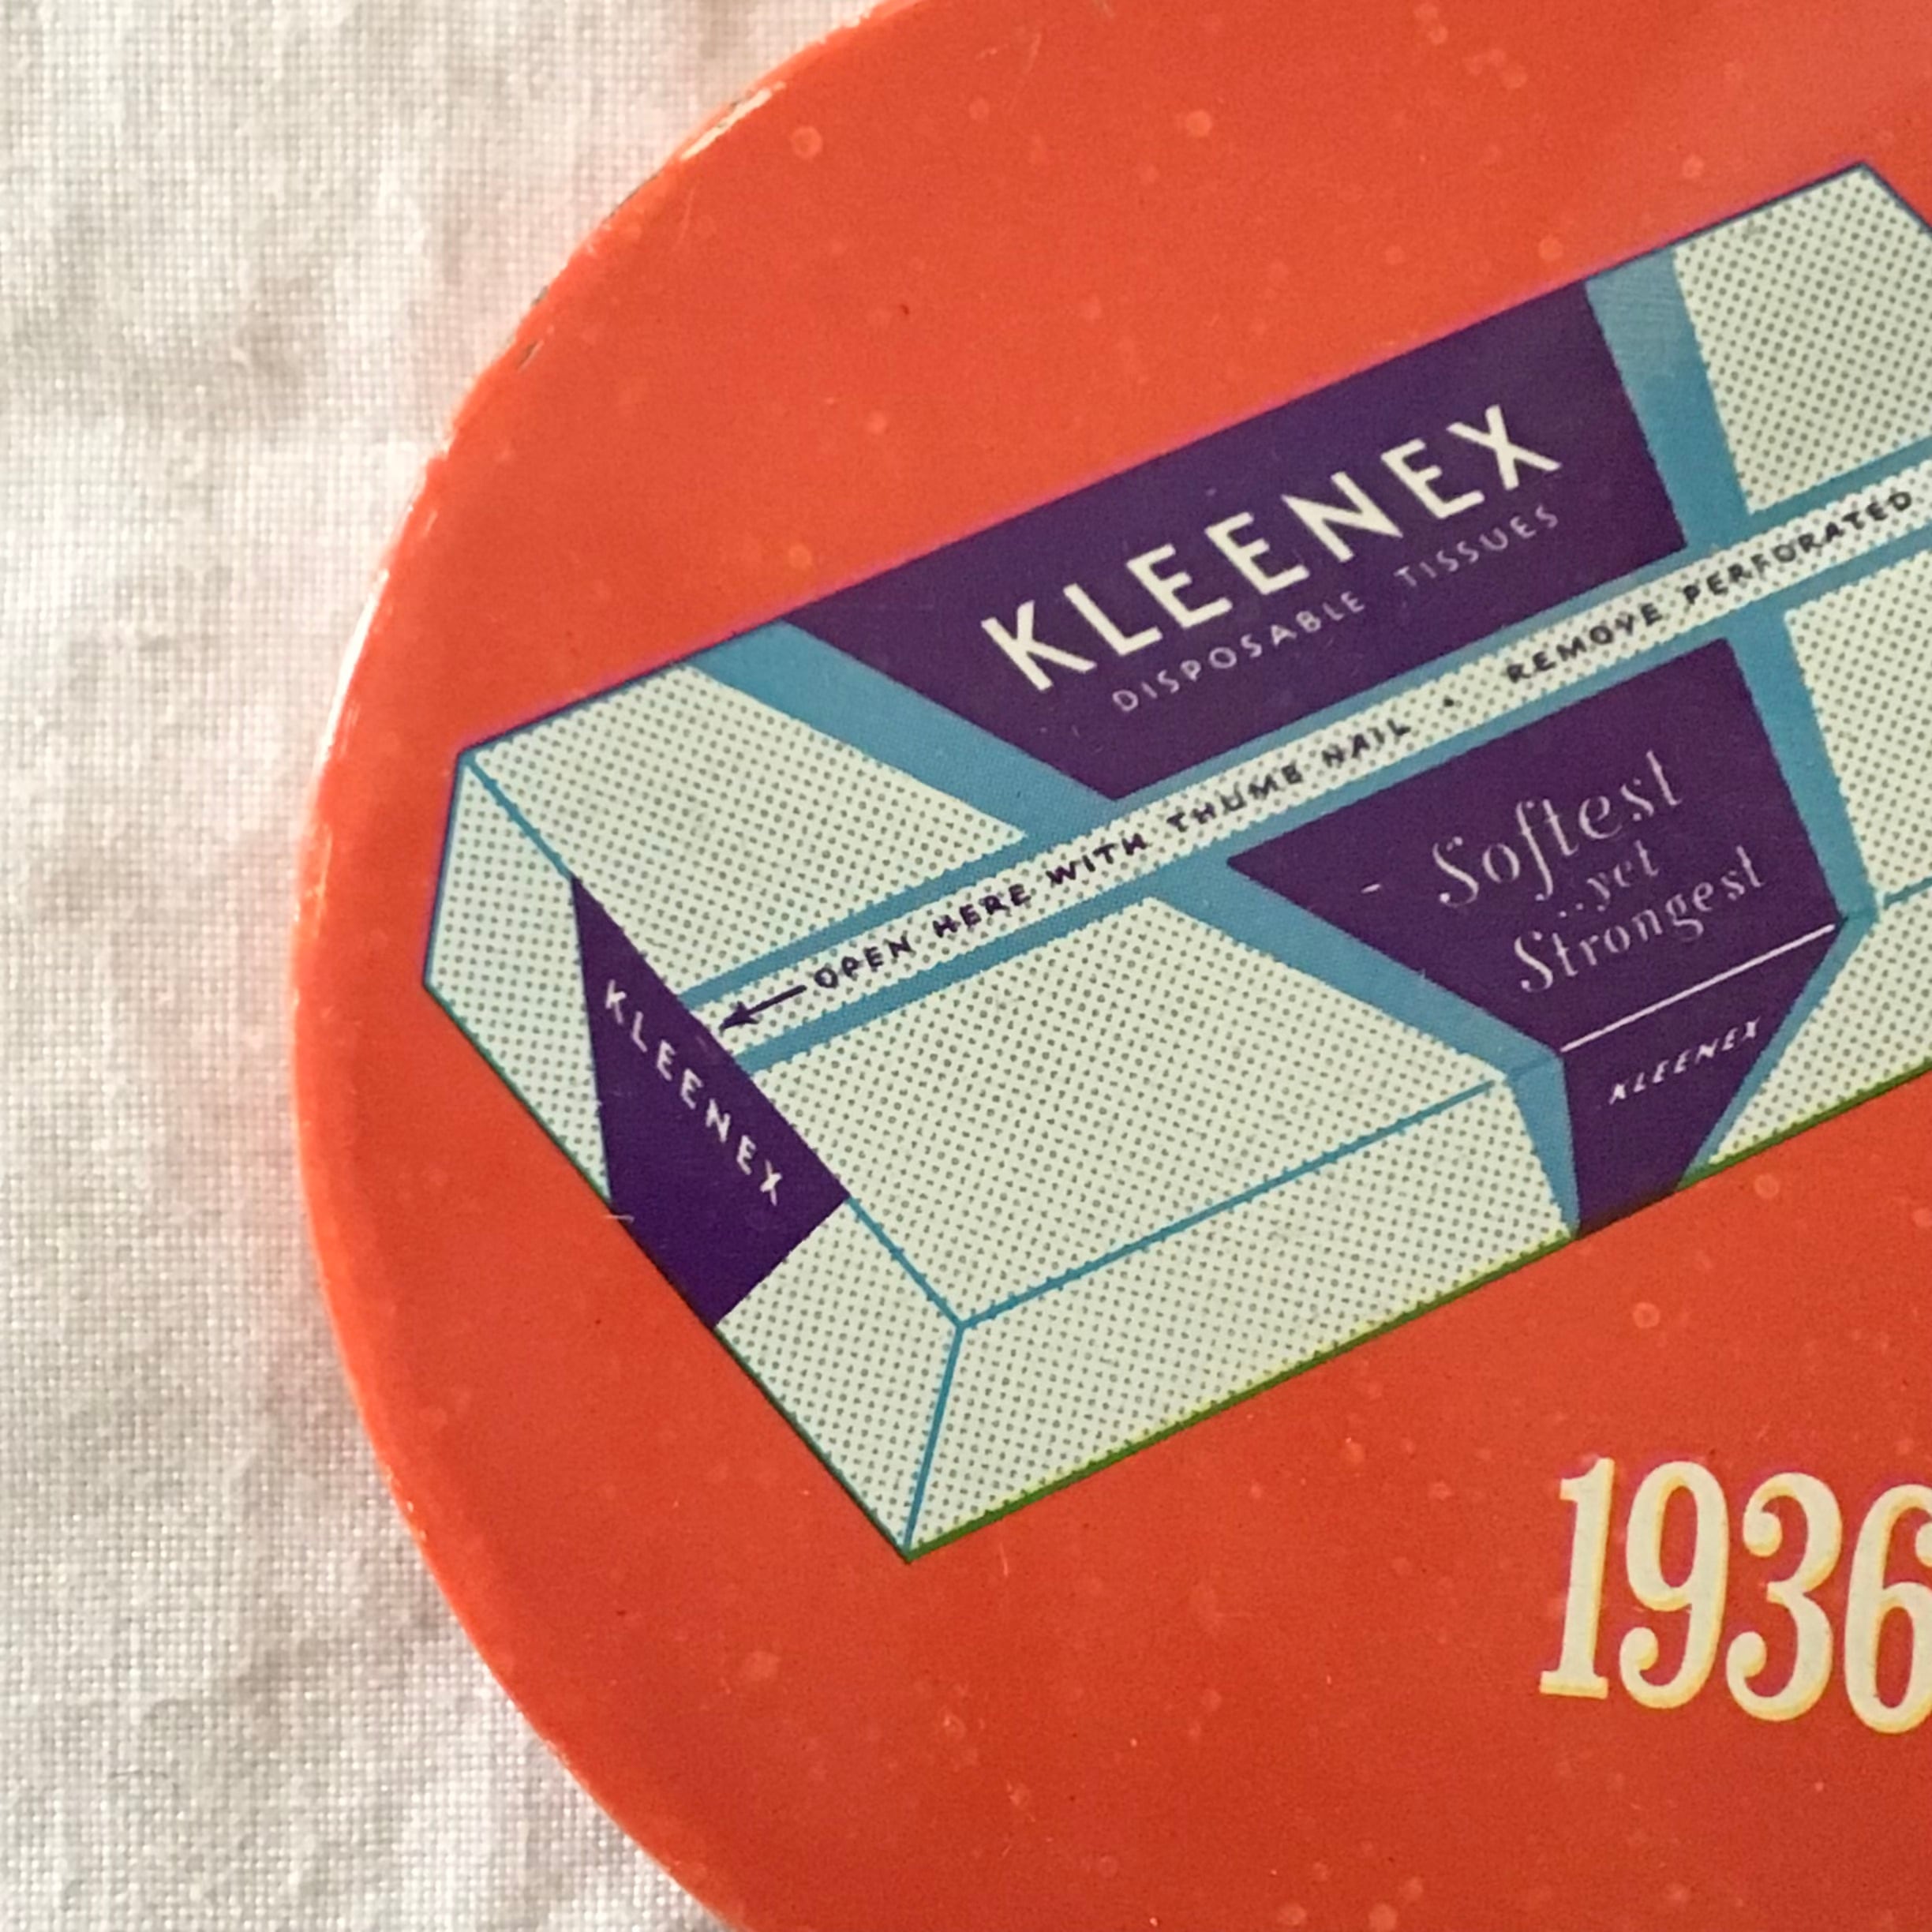 KLEENEX
DISPOSABLE TISSUES
OPEN HERE WITH THUMB NAIL • REMOVE PERFORATED
Softest
..yet
Strongest
KLEENEX
KLEENEX
1936